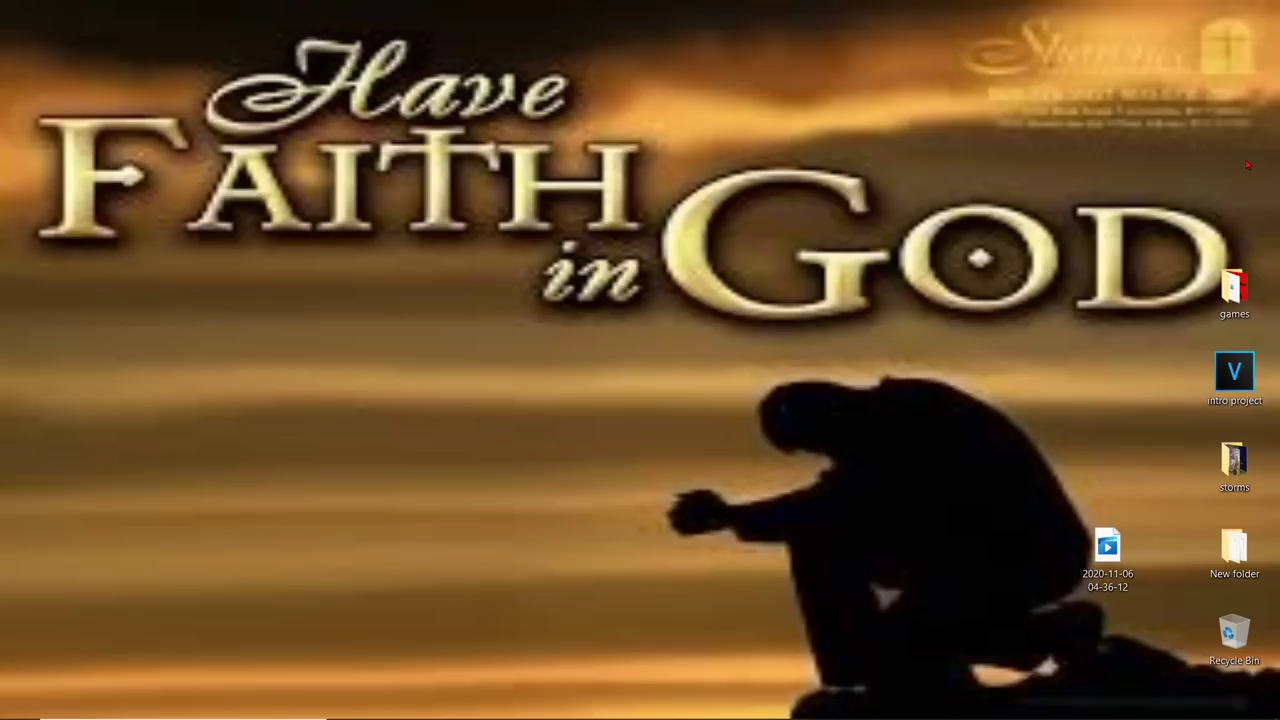 Have
FAITH
in GOD
games
intro project
storms
2020-11-06
04-36-12
New folder
Recycle Bin